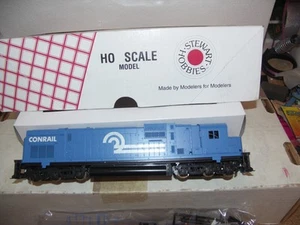 HO SCALE
MODEL
STEWART
HOBBIES
Made by Modelers for Modelers
CONRAIL